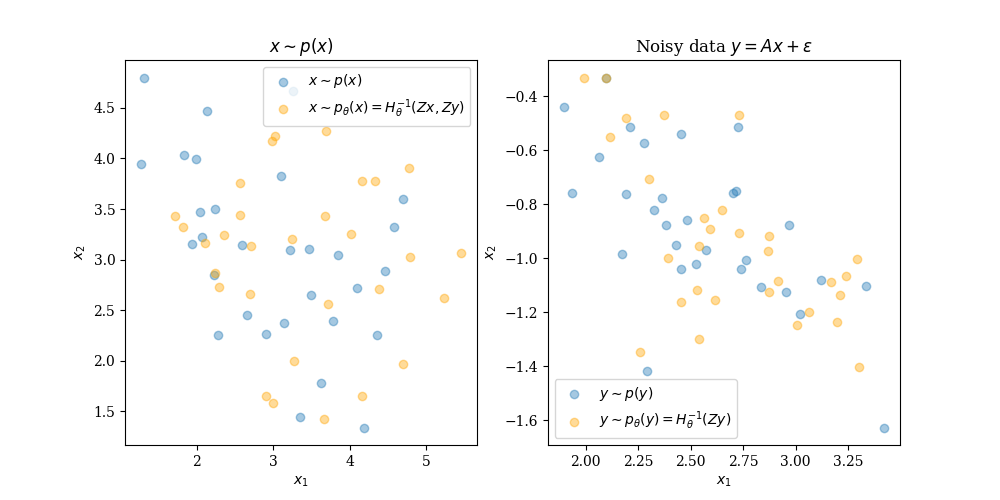 x ~ p(x)
x ~ p(x)
x ~ p_θ(x) = H_θ^{-1}(Zx, Zy)
x_2
4.5
4.0
3.5
3.0
2.5
2.0
1.5
2 3 4 5
x_1
Noisy data y = Ax + ε
x_2
−0.4
−0.6
−0.8
−1.0
−1.2
−1.4
−1.6
y ~ p(y)
y ~ p_θ(y) = H_θ^{-1}(Zy)
2.00 2.25 2.50 2.75 3.00 3.25
x_1